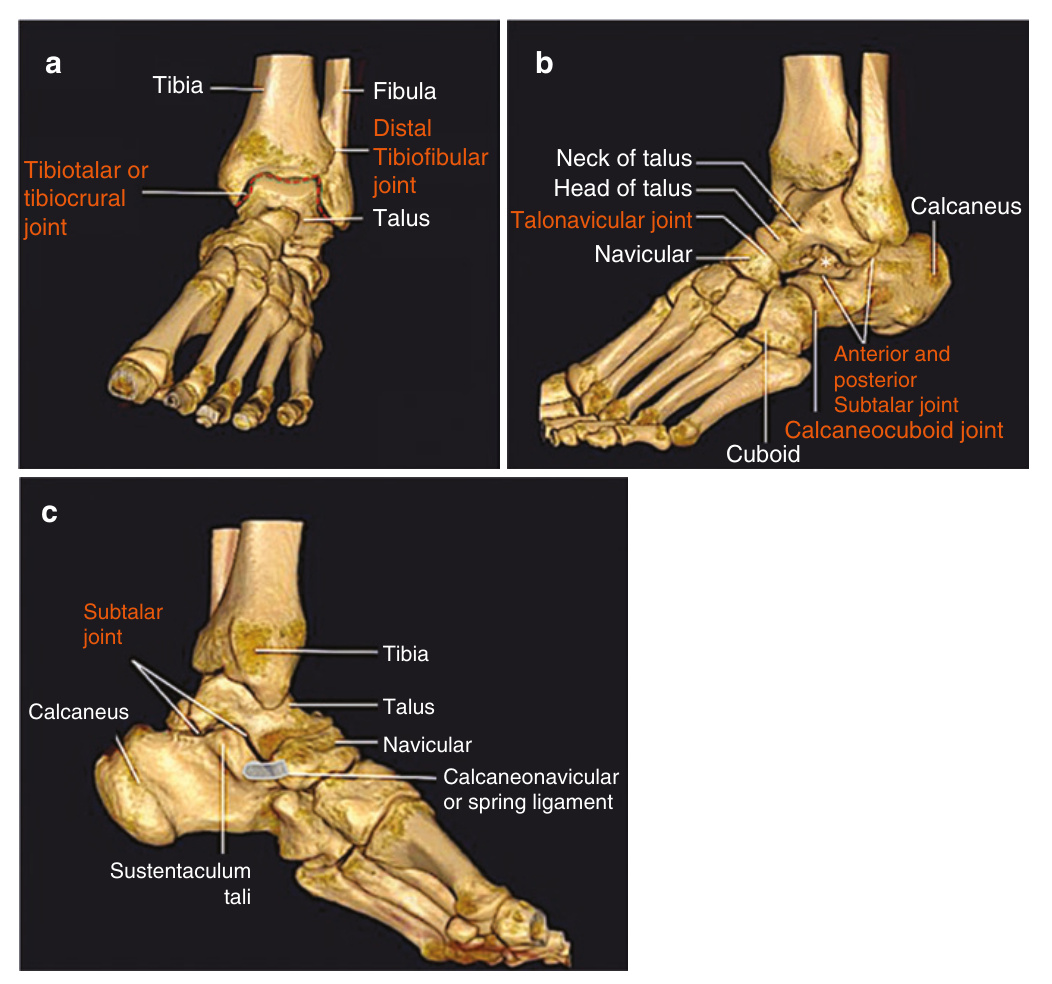 a
Tibia
Fibula
Distal
Tibiofibular
joint
Tibiotalar or
tibiocrural
joint
Talus
b
Neck of talus
Head of talus
Talonavicular joint
Navicular
Calcaneus
*
Anterior and
posterior
Subtalar joint
Calcaneocuboid joint
Cuboid
c
Subtalar
joint
Tibia
Calcaneus
Talus
Navicular
Calcaneonavicular
or spring ligament
Sustentaculum
tali